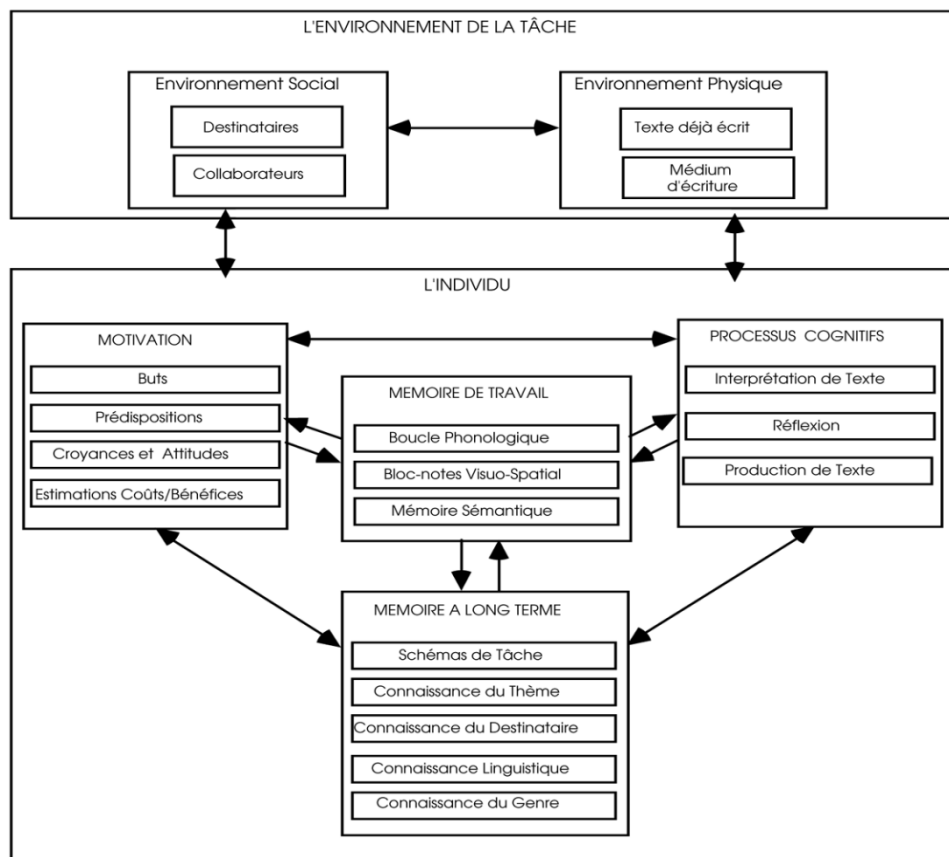 L'ENVIRONNEMENT DE LA TÂCHE
Environnement Social
Destinataires
Collaborateurs
Environnement Physique
Texte déjà écrit
Médium
d'écriture
L'INDIVIDU
MOTIVATION
Buts
Prédispositions
Croyances et Attitudes
Estimations Coûts/Bénéfices
MEMOIRE DE TRAVAIL
Boucle Phonologique
Bloc-notes Visuo-Spatial
Mémoire Sémantique
PROCESSUS COGNITIFS
Interprétation de Texte
Réflexion
Production de Texte
MEMOIRE A LONG TERME
Schémas de Tâche
Connaissance du Thème
Connaissance du Destinataire
Connaissance Linguistique
Connaissance du Genre